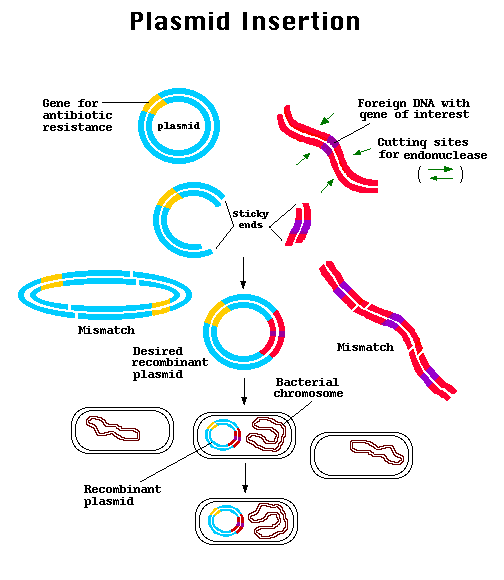 Plasmid Insertion
Gene for
antibiotic
resistance
plasmid
Foreign DNA with
gene of interest
Cutting sites
for endonuclease
( )
Sticky
ends
Mismatch
Desired
recombinant
plasmid
Mismatch
Bacterial
chromosome
Recombinant
plasmid